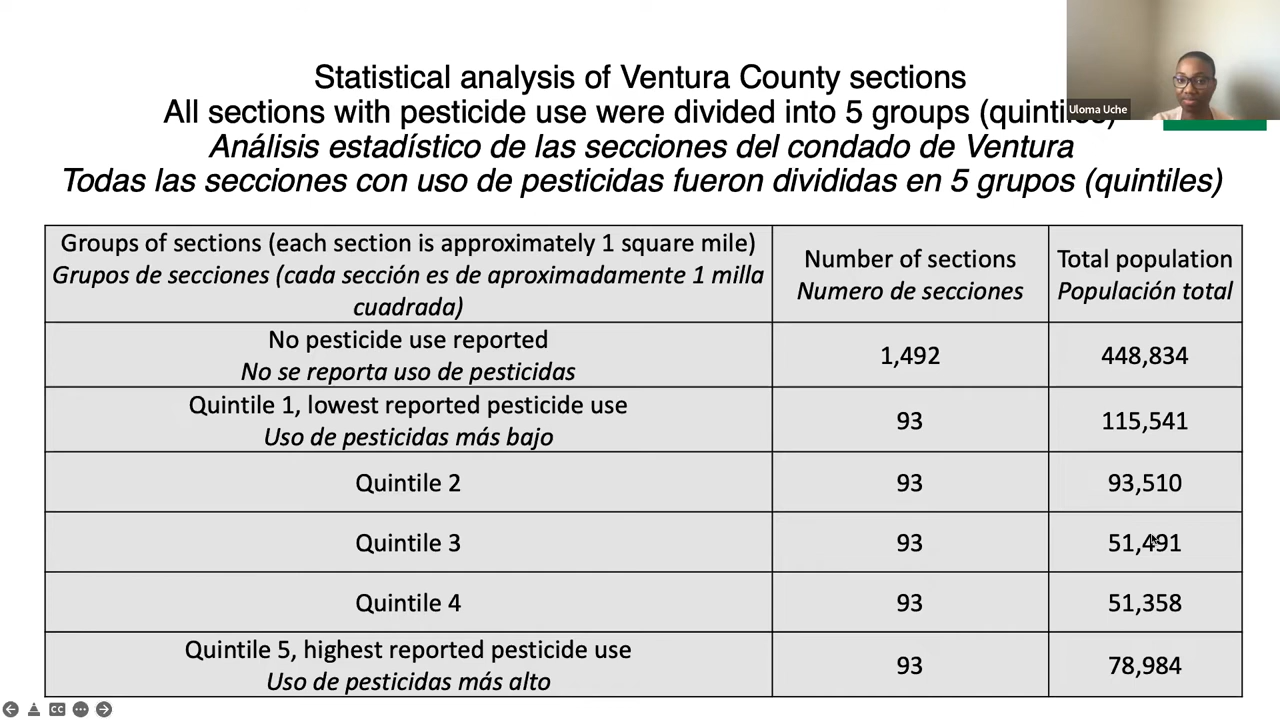 Statistical analysis of Ventura County sections
All sections with pesticide use were divided into 5 groups (quintiles)
Análisis estadístico de las secciones del condado de Ventura
Todas las secciones con uso de pesticidas fueron divididas en 5 grupos (quintiles)
Uloma Uche
Groups of sections (each section is approximately 1 square mile)
Grupos de secciones (cada sección es de aproximadamente 1 milla
cuadrada)
Number of sections
Numero de secciones
Total population
Población total
No pesticide use reported
No se reporta uso de pesticidas
1,492
448,834
Quintile 1, lowest reported pesticide use
Uso de pesticidas más bajo
93
115,541
Quintile 2
93
93,510
Quintile 3
93
51,491
Quintile 4
93
51,358
Quintile 5, highest reported pesticide use
Uso de pesticidas más alto
93
78,984